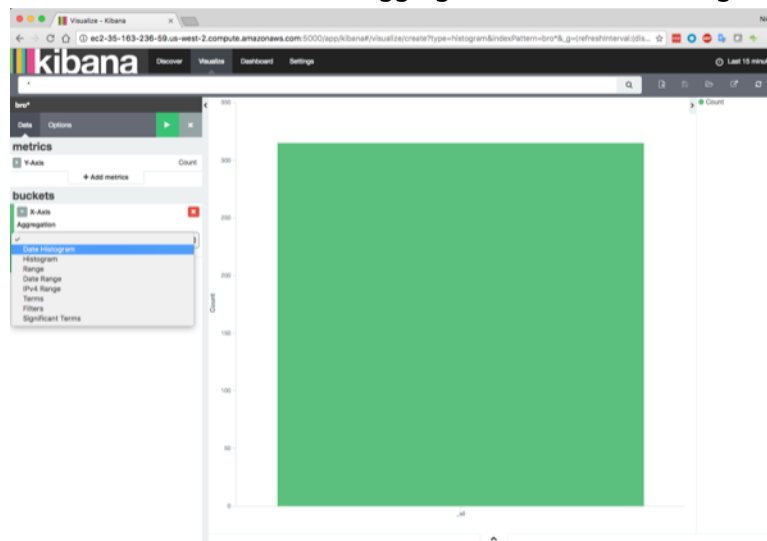 Visualize - Kibana
ec2-35-163-236-59.us-west-2.compute.amazonaws.com:5000/app/kibana#/visualize/create?type=histogram&indexPattern=bro*&_g=(refreshInterval:(dis...
kibana
Discover Visualize Dashboard Settings
Last 15 minut
*
bro*
Data Options
metrics
Y-Axis Count
+ Add metrics
buckets
X-Axis
Aggregation
Date Histogram
Histogram
Range
Date Range
IPv4 Range
Terms
Filters
Significant Terms
Count
350
300
250
200
150
100
50
0
Count
_all